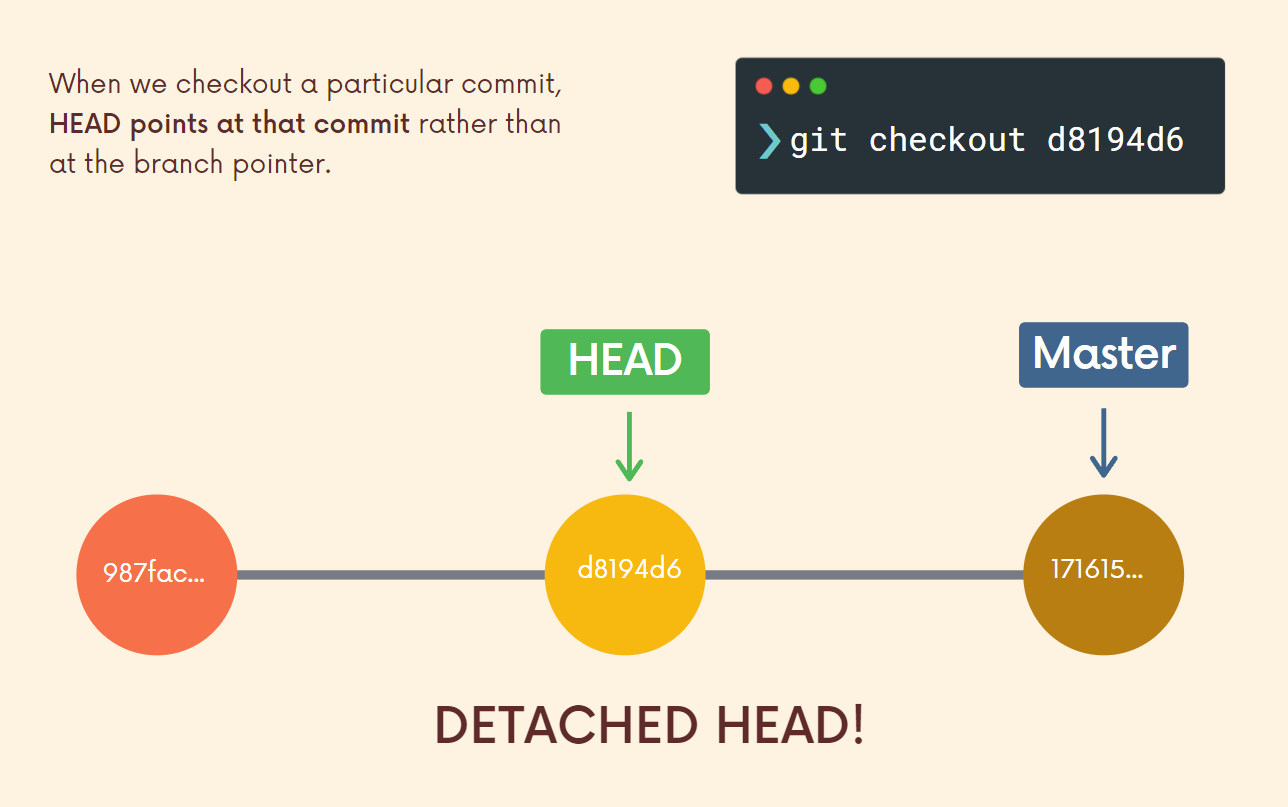 When we checkout a particular commit,
HEAD points at that commit rather than
at the branch pointer.
❯ git checkout d8194d6
HEAD
Master
987fac...
d8194d6
171615...
DETACHED HEAD!